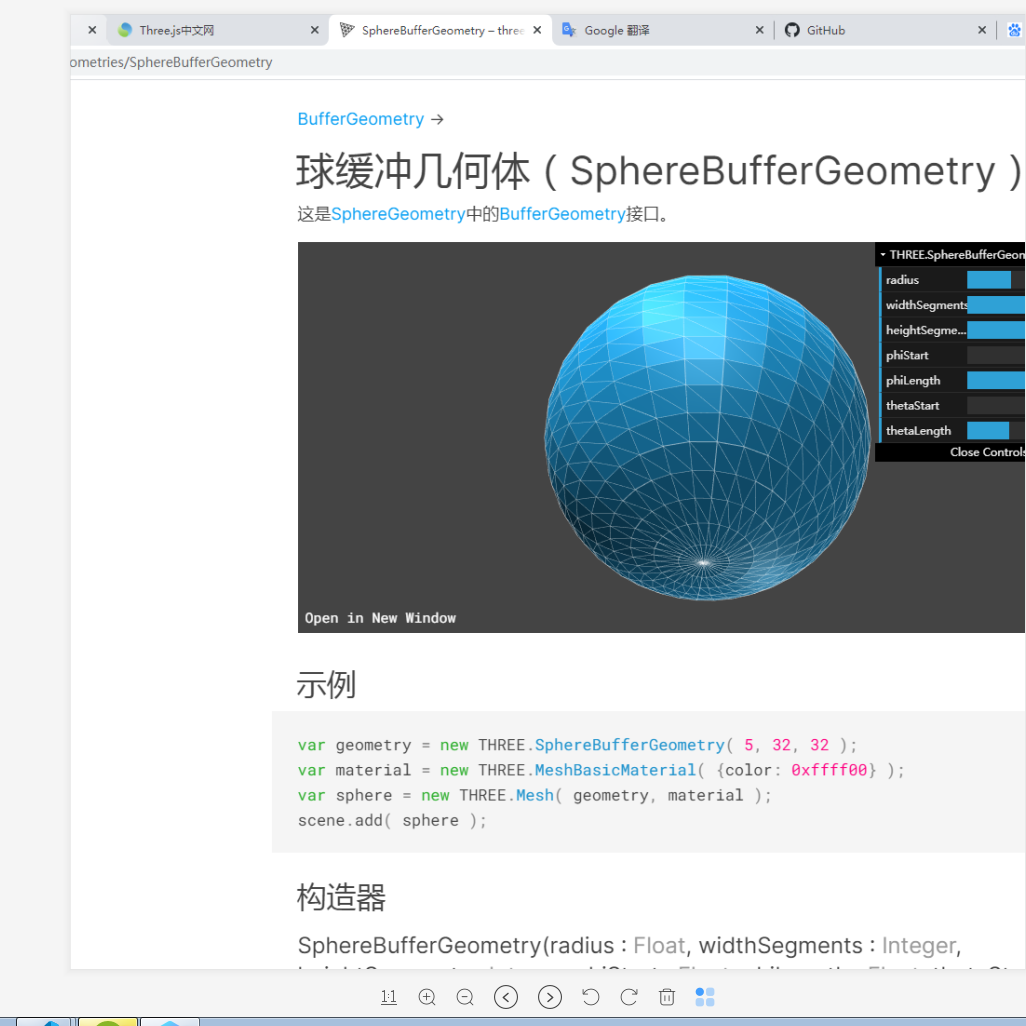 Three.js中文网
SphereBufferGeometry – three
Google 翻译
GitHub
ometries/SphereBufferGeometry
BufferGeometry →
球缓冲几何体（SphereBufferGeometry）
这是SphereGeometry中的BufferGeometry接口。
THREE.SphereBufferGeon
radius
widthSegments
heightSegme...
phiStart
phiLength
thetaStart
thetaLength
Close Controls
Open in New Window
示例
var geometry = new THREE.SphereBufferGeometry( 5, 32, 32 );
var material = new THREE.MeshBasicMaterial( {color: 0xffff00} );
var sphere = new THREE.Mesh( geometry, material );
scene.add( sphere );
构造器
SphereBufferGeometry(radius : Float, widthSegments : Integer,
1:1